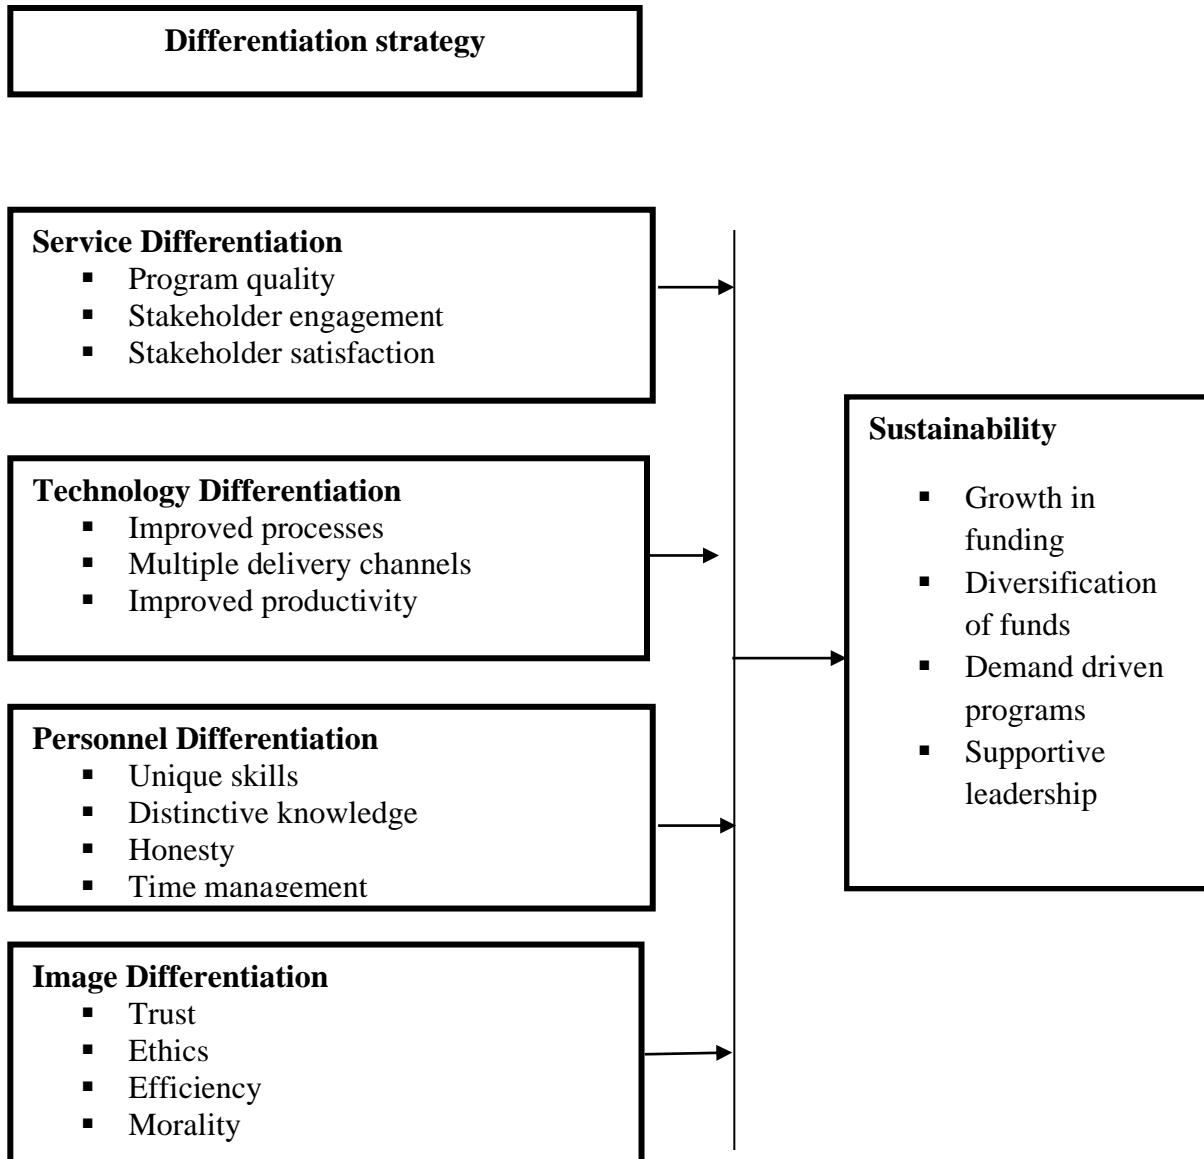 Differentiation strategy
Service Differentiation
▪ Program quality
▪ Stakeholder engagement
▪ Stakeholder satisfaction
Technology Differentiation
▪ Improved processes
▪ Multiple delivery channels
▪ Improved productivity
Personnel Differentiation
▪ Unique skills
▪ Distinctive knowledge
▪ Honesty
▪ Time management
Image Differentiation
▪ Trust
▪ Ethics
▪ Efficiency
▪ Morality
Sustainability
▪ Growth in
funding
▪ Diversification
of funds
▪ Demand driven
programs
▪ Supportive
leadership